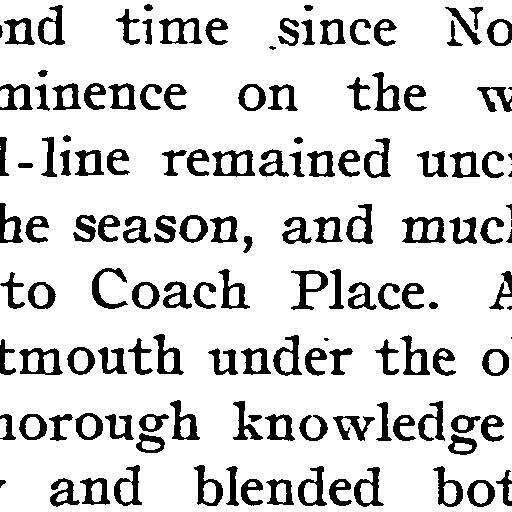 ond time since No
minence on the w
l-line remained unc
he season, and much
to Coach Place. A
tmouth under the o
horough knowledge
y and blended bot